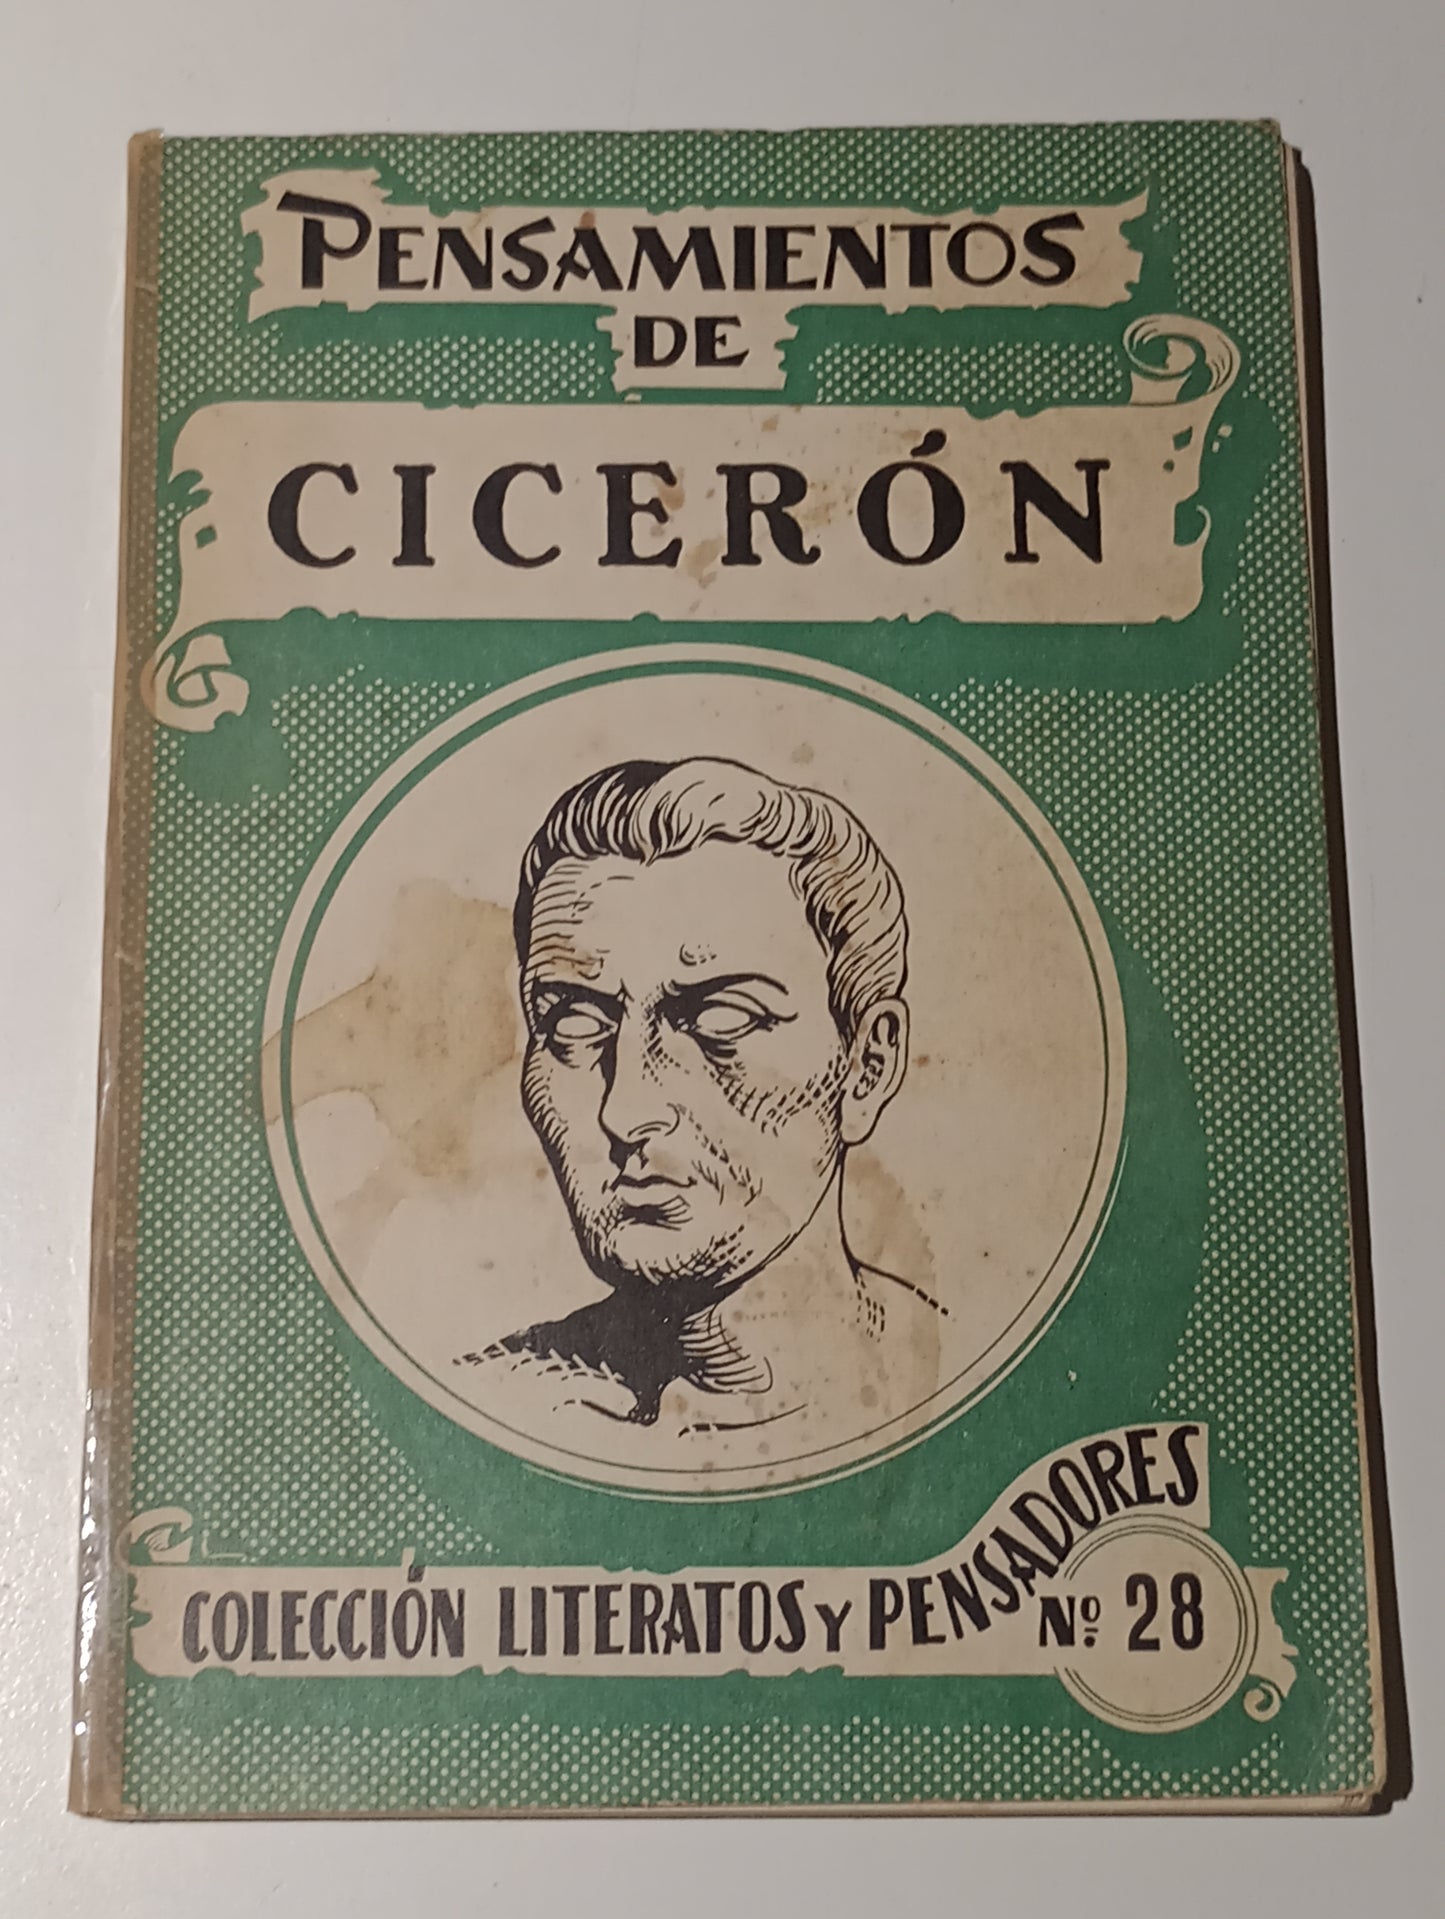 PENSAMIENTOS
DE
CICERÓN
COLECCIÓN LITERATOS Y PENSADORES
Nº 28